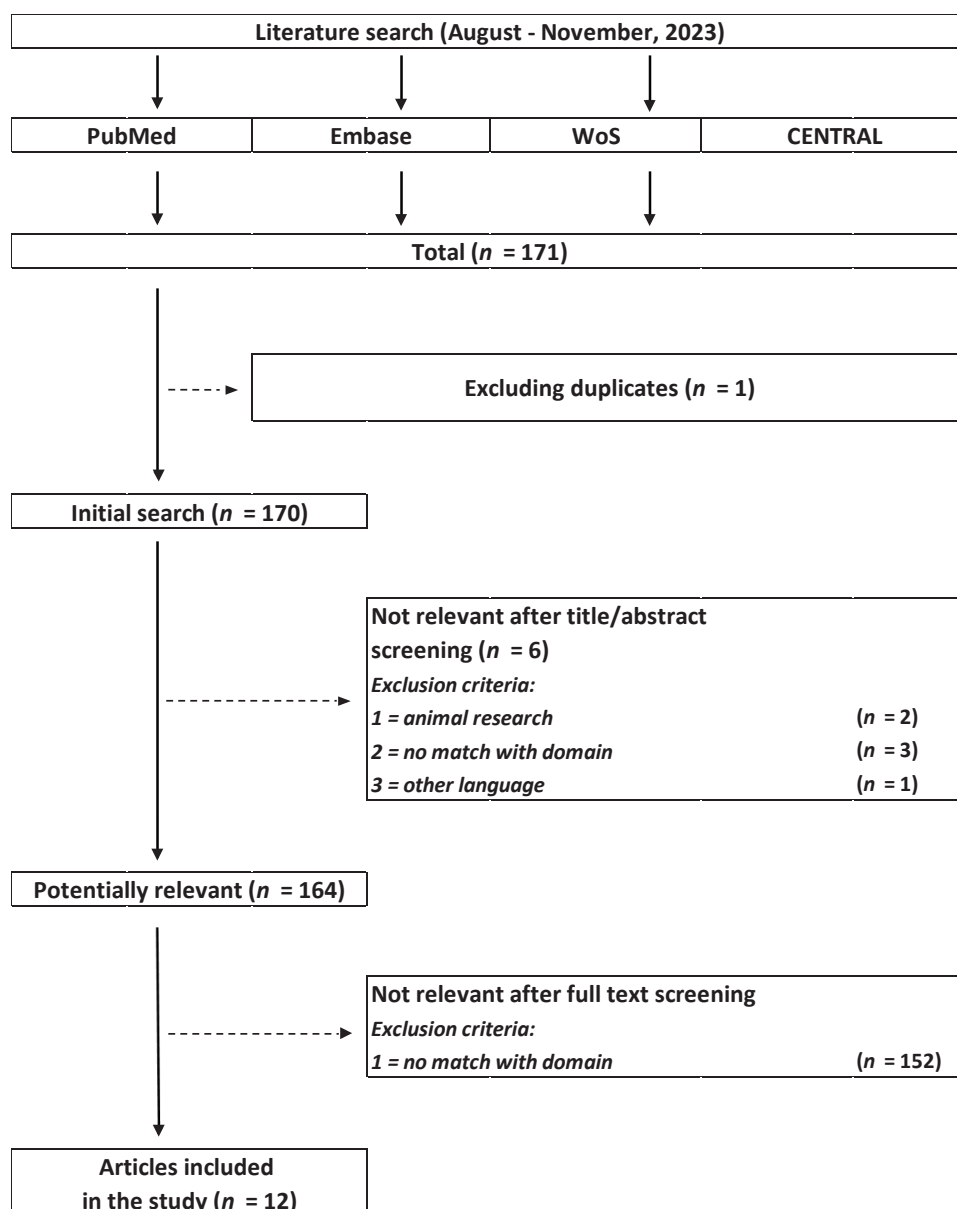 Literature search (August - November, 2023)
PubMed Embase WoS CENTRAL
Total (n = 171)
Excluding duplicates (n = 1)
Initial search (n = 170)
Not relevant after title/abstract
screening (n = 6)
Exclusion criteria:
1 = animal research (n = 2)
2 = no match with domain (n = 3)
3 = other language (n = 1)
Potentially relevant (n = 164)
Not relevant after full text screening
Exclusion criteria:
1 = no match with domain (n = 152)
Articles included
in the study (n = 12)